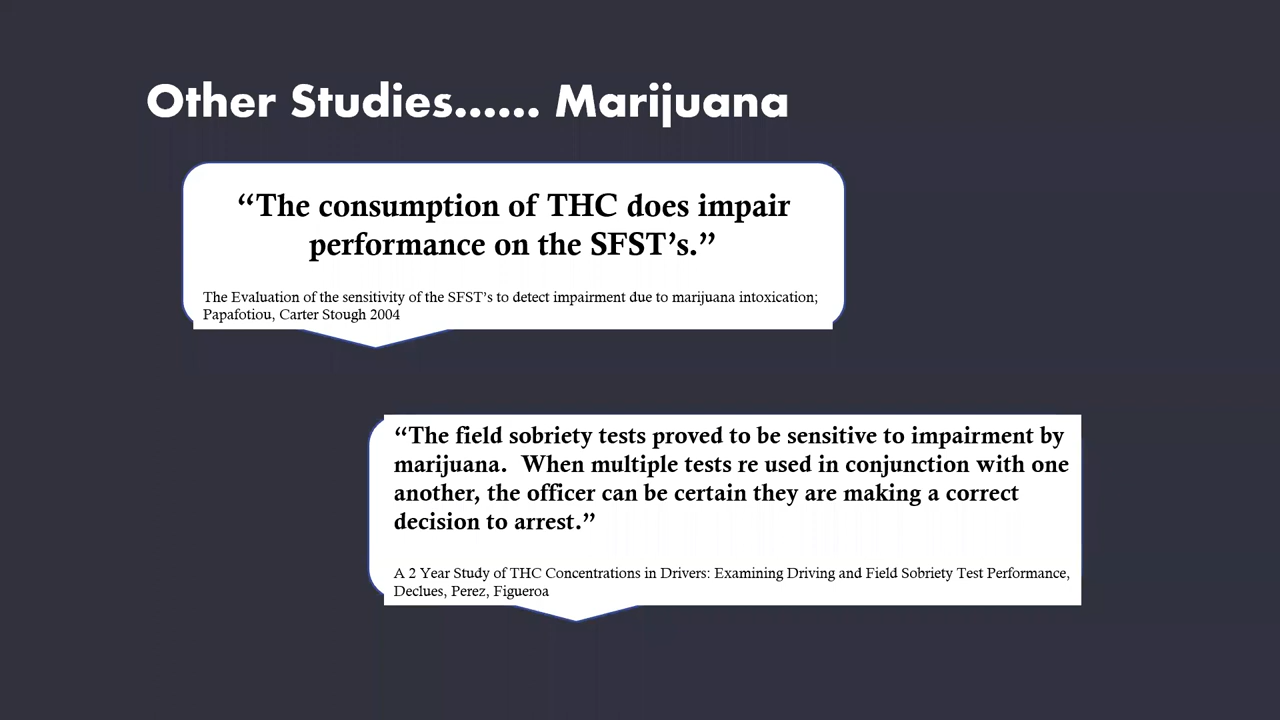 Other Studies...... Marijuana
“The consumption of THC does impair
performance on the SFST’s.”
The Evaluation of the sensitivity of the SFST’s to detect impairment due to marijuana intoxication;
Papafotiou, Carter Stough 2004
“The field sobriety tests proved to be sensitive to impairment by
marijuana.  When multiple tests re used in conjunction with one
another, the officer can be certain they are making a correct
decision to arrest.”
A 2 Year Study of THC Concentrations in Drivers: Examining Driving and Field Sobriety Test Performance,
Declues, Perez, Figueroa